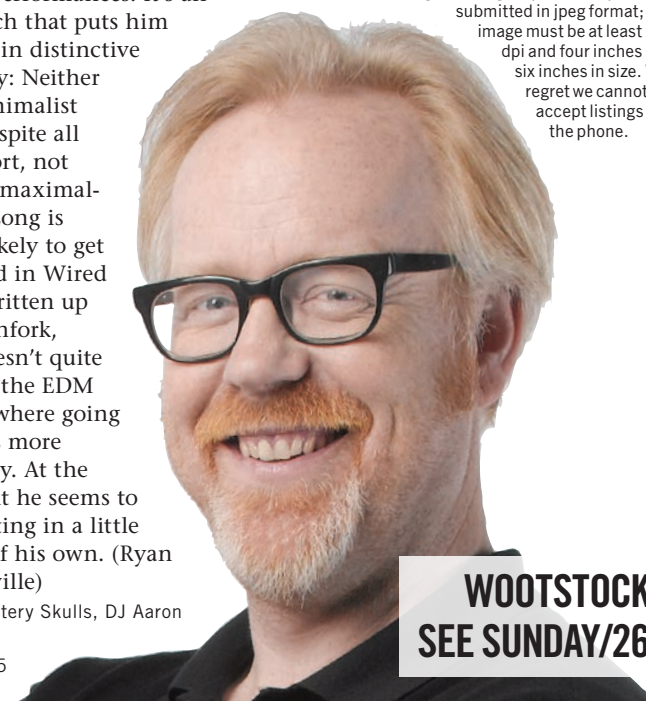 ch that puts him
in distinctive
y: Neither
nimalist
spite all
ort, not
maximal-
ong is
kely to get
d in Wired
ritten up
hfork,
esn't quite
the EDM
where going
more
y. At the
t he seems to
ting in a little
f his own. (Ryan
ville)
tery Skulls, DJ Aaron
5
submitted in jpeg format;
image must be at least
dpi and four inches
six inches in size.
regret we cannot
accept listings
the phone.
WOOTSTOCK
SEE SUNDAY/26